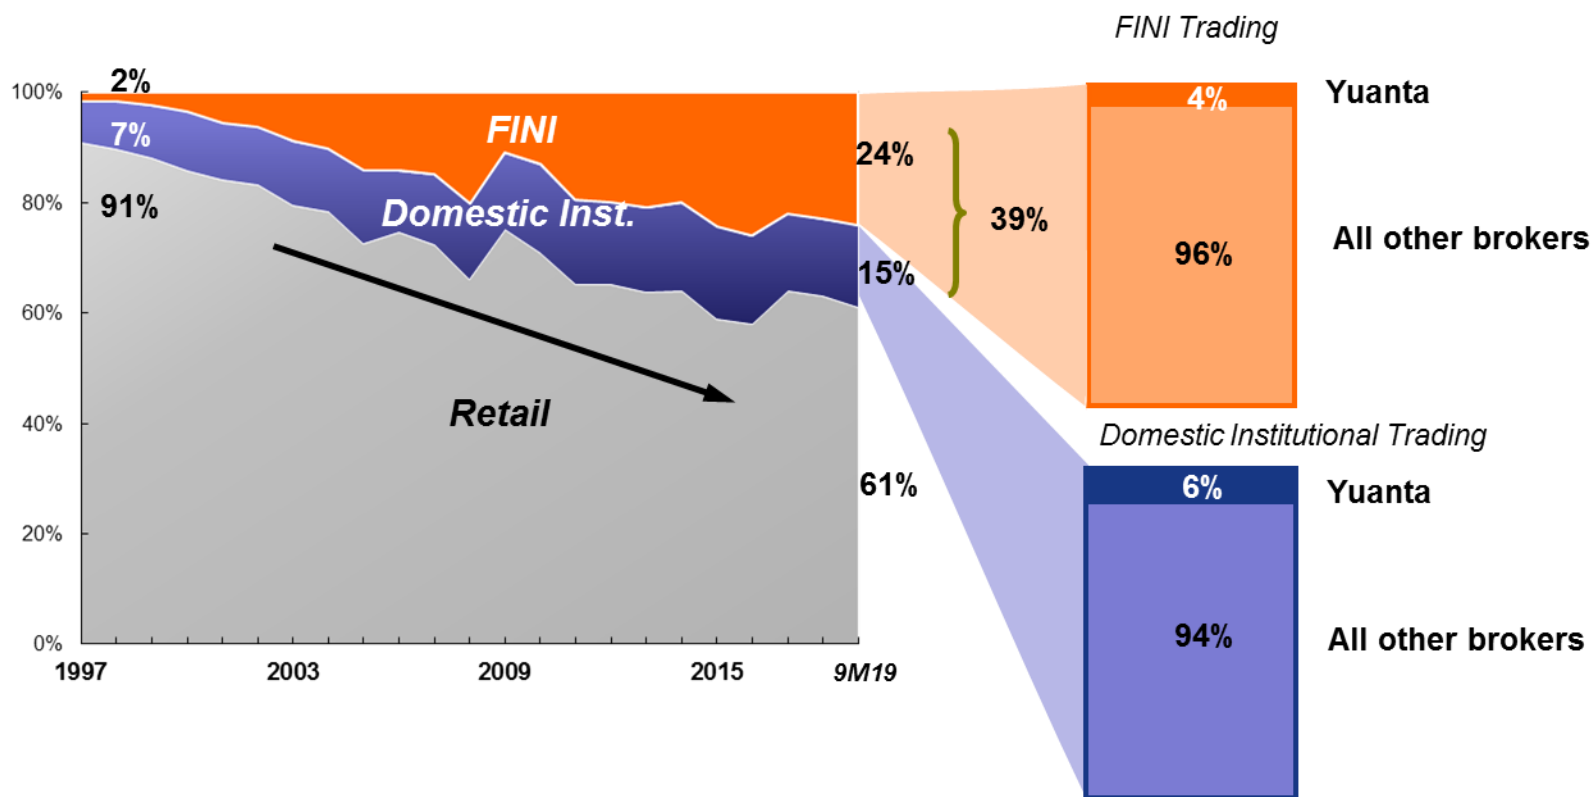 FINI Trading
100%
80%
60%
40%
20%
0%
2%
7%
91%
FINI
Domestic Inst.
Retail
1997
2003
2009
2015
9M19
24%
15%
61%
39%
4%
Yuanta
96%
All other brokers
Domestic Institutional Trading
6%
Yuanta
94%
All other brokers